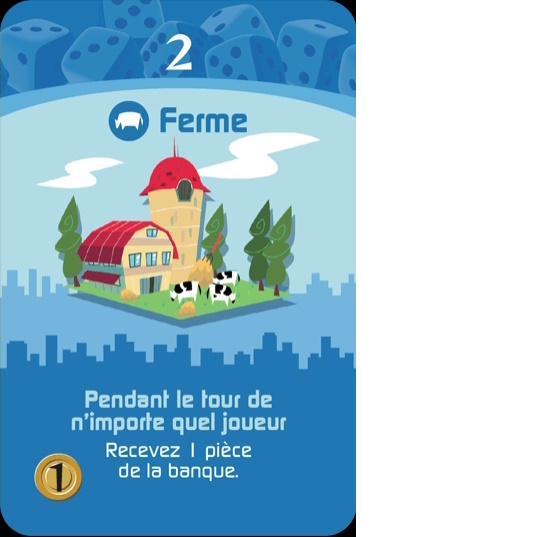 2
Ferme
Pendant le tour de
n'importe quel joueur
Recevez 1 pièce
de la banque.
1